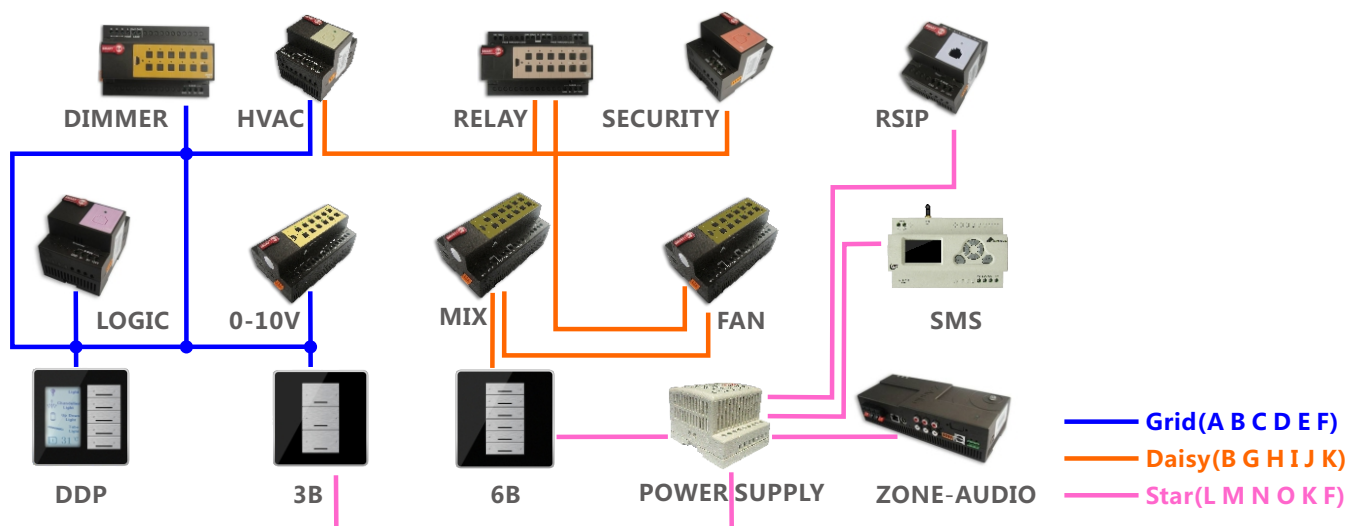 DIMMER
HVAC
RELAY
SECURITY
RSIP
LOGIC
0-10V
MIX
FAN
SMS
DDP
3B
6B
POWER SUPPLY
ZONE-AUDIO
Grid(A B C D E F)
Daisy(B G H I J K)
Star(L M N O K F)